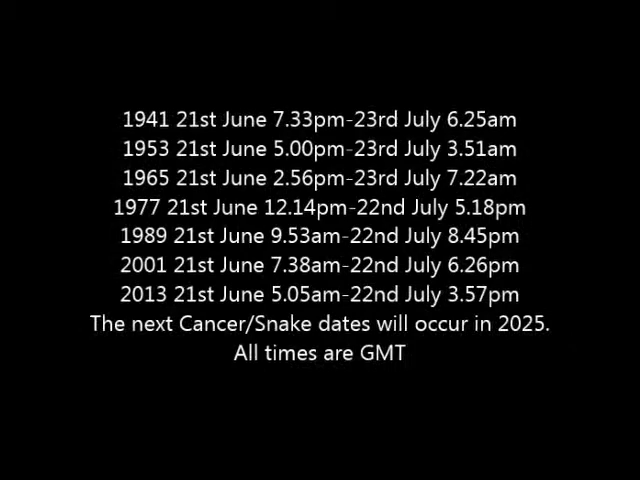 1941 21st June 7.33pm-23rd July 6.25am
1953 21st June 5.00pm-23rd July 3.51am
1965 21st June 2.56pm-23rd July 7.22am
1977 21st June 12.14pm-22nd July 5.18pm
1989 21st June 9.53am-22nd July 8.45pm
2001 21st June 7.38am-22nd July 6.26pm
2013 21st June 5.05am-22nd July 3.57pm
The next Cancer/Snake dates will occur in 2025.
All times are GMT